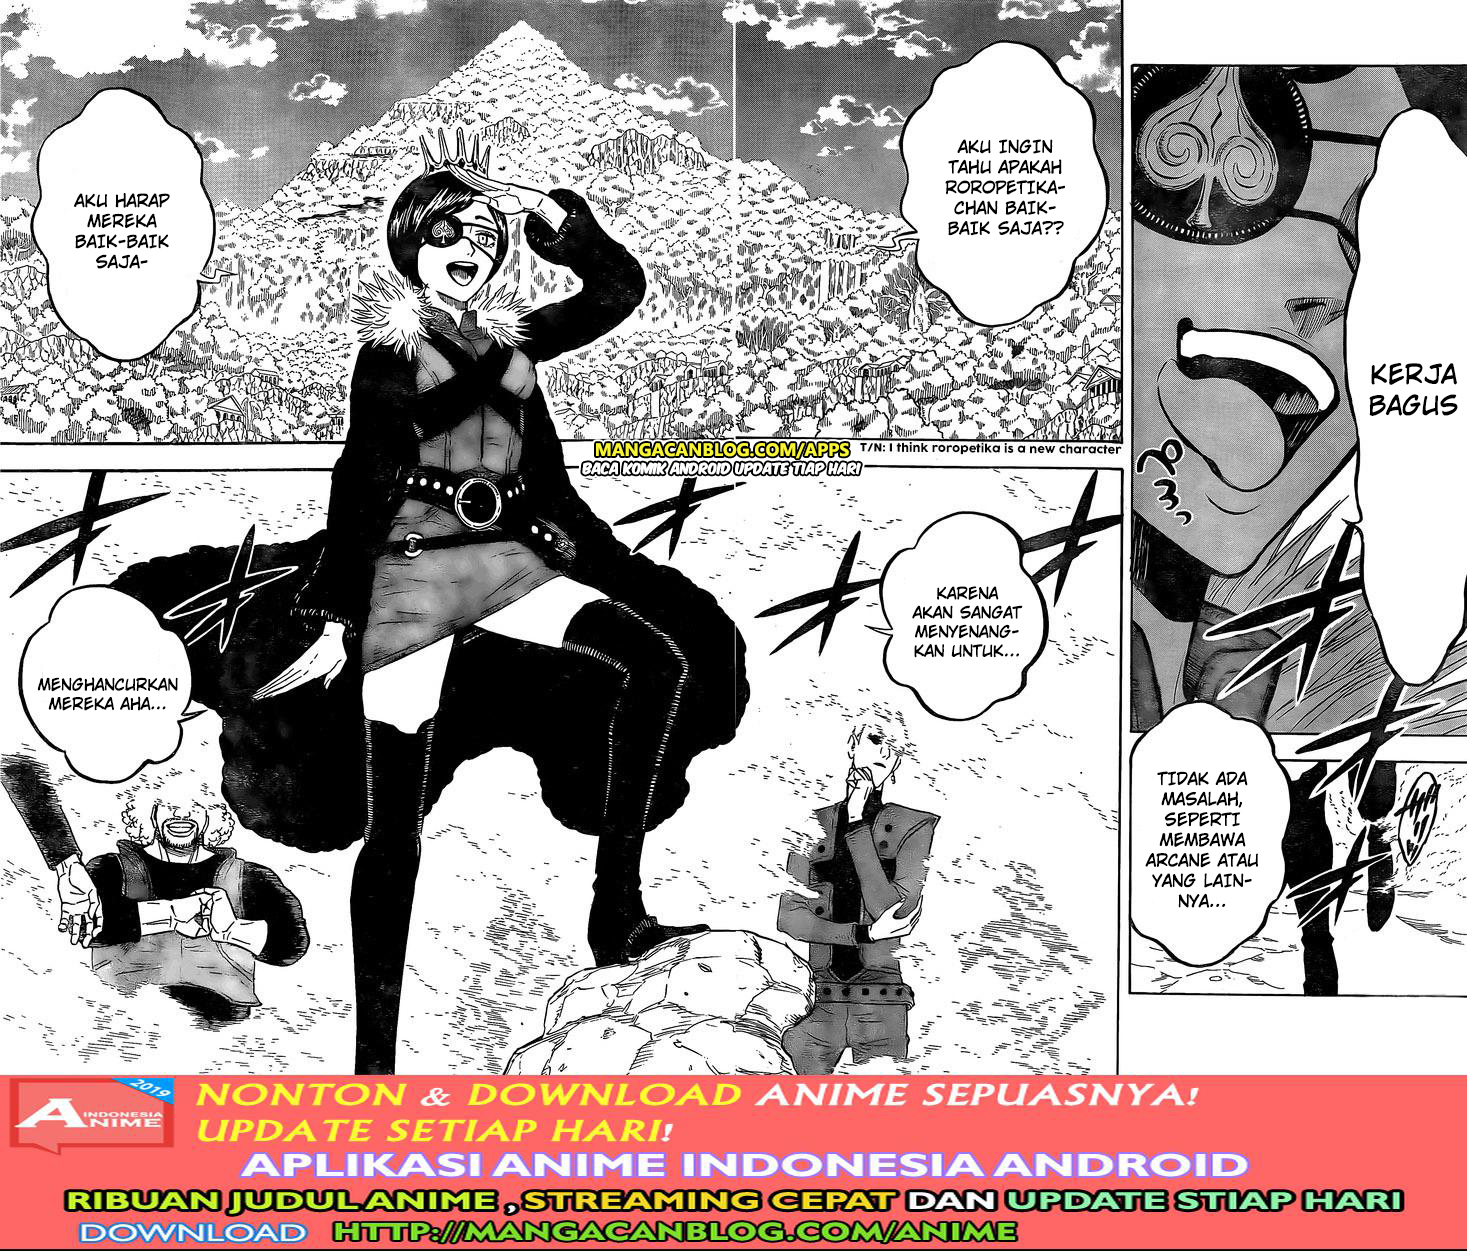 KERJA
BAGUS
TIDAK ADA
MASALAH,
SEPERTI
MEMBAWA
ARCANE ATAU
YANG LAIN-
NYA...
AKU INGIN
TAHU APAKAH
ROROPETIKA-
CHAN BAIK-
BAIK SAJA??
AKU HARAP
MEREKA
BAIK-BAIK
SAJA-
MANGACANBLOG.COM/APPS
BACA KOMIK ANDROID UPDATE TIAP HARI
T/N: I think roropetika is a new character
KARENA
AKAN SANGAT
MENYENANG-
KAN UNTUK...
MENGHANCURKAN
MEREKA AHA...
2019
INDONESIA
ANIME
NONTON & DOWNLOAD ANIME SEPUASNYA!
UPDATE SETIAP HARI!
APLIKASI ANIME INDONESIA ANDROID
RIBUAN JUDUL ANIME , STREAMING CEPAT DAN UPDATE STIAP HARI
DOWNLOAD HTTP://MANGACANBLOG.COM/ANIME